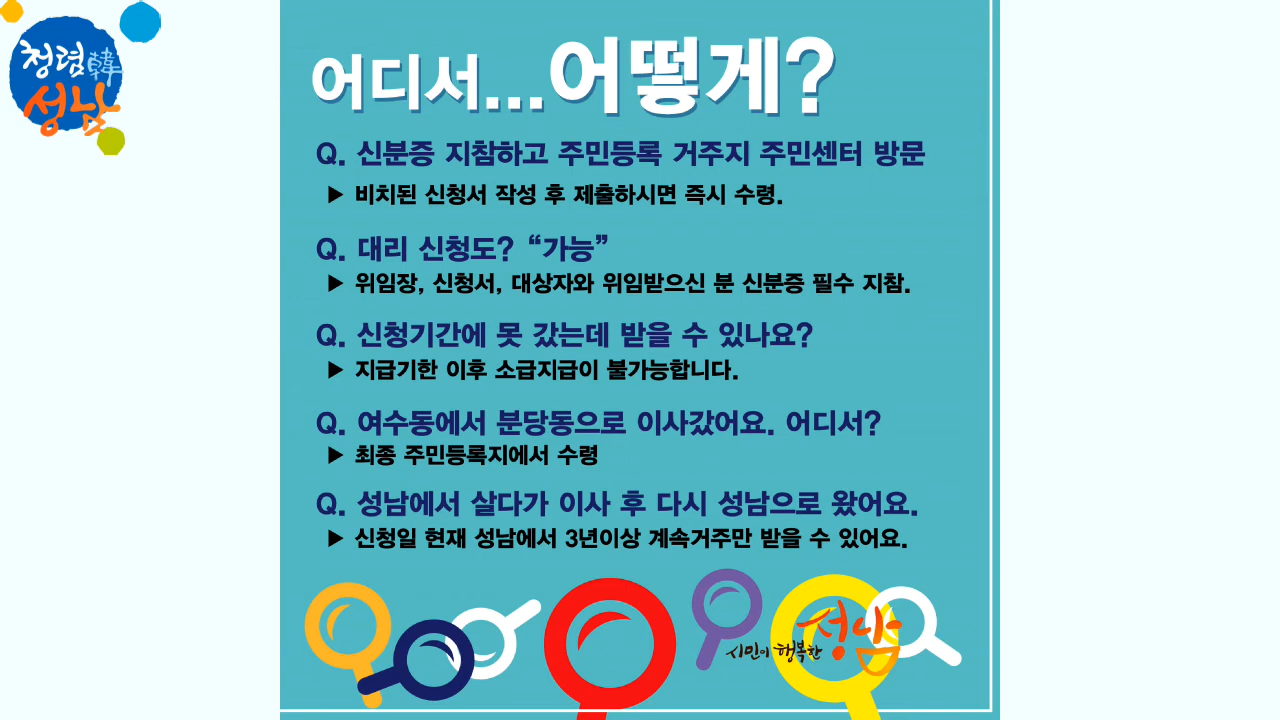 청렴韓
성남
어디서...어떻게?
Q. 신분증 지참하고 주민등록 거주지 주민센터 방문
▶ 비치된 신청서 작성 후 제출하시면 즉시 수령.
Q. 대리 신청도? “가능”
▶ 위임장, 신청서, 대상자와 위임받으신 분 신분증 필수 지참.
Q. 신청기간에 못 갔는데 받을 수 있나요?
▶ 지급기한 이후 소급지급이 불가능합니다.
Q. 여수동에서 분당동으로 이사갔어요. 어디서?
▶ 최종 주민등록지에서 수령
Q. 성남에서 살다가 이사 후 다시 성남으로 왔어요.
▶ 신청일 현재 성남에서 3년이상 계속거주만 받을 수 있어요.
시민이 행복한 성남